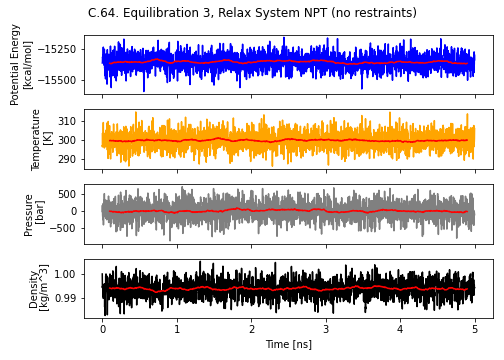 C.64. Equilibration 3, Relax System NPT (no restraints)
Potential Energy
[kcal/mol]
−15250
−15500
Temperature
[K]
310
300
290
Pressure
[bar]
500
0
−500
Density
[kg/m^3]
1.00
0.99
0
1
2
3
4
5
Time [ns]